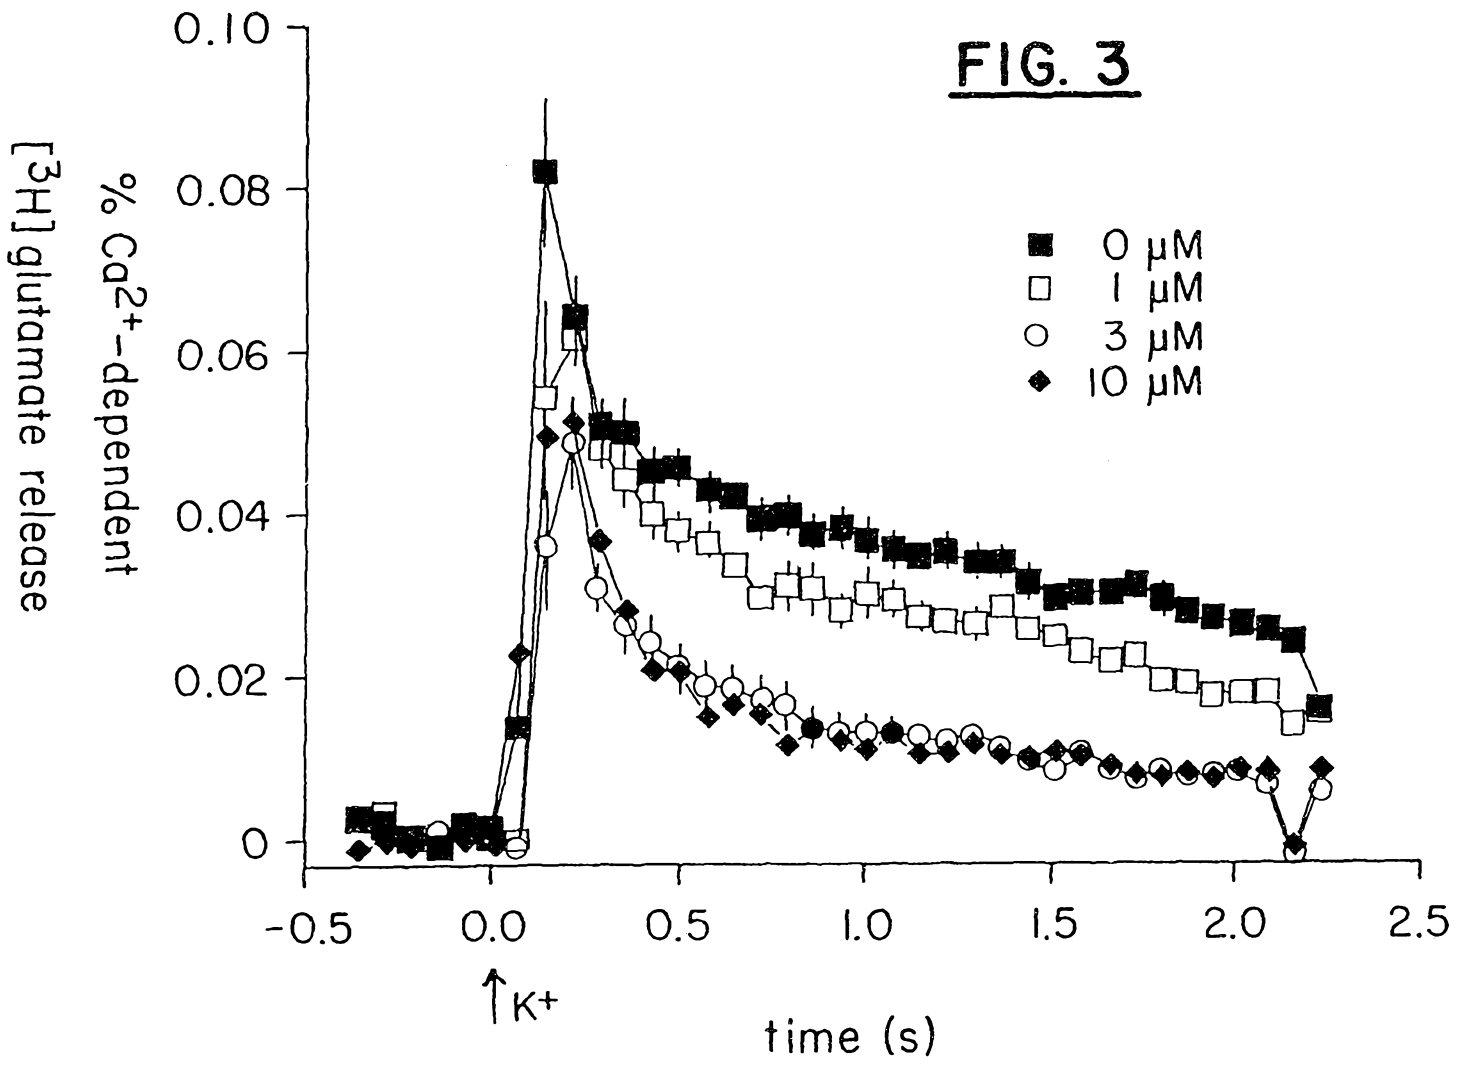 FIG. 3
[³H] glutamate release
% Ca²⁺-dependent
0.10
0.08
0.06
0.04
0.02
0
0 µM
1 µM
3 µM
10 µM
-0.5 0.0 0.5 1.0 1.5 2.0 2.5
↑K+
time (s)